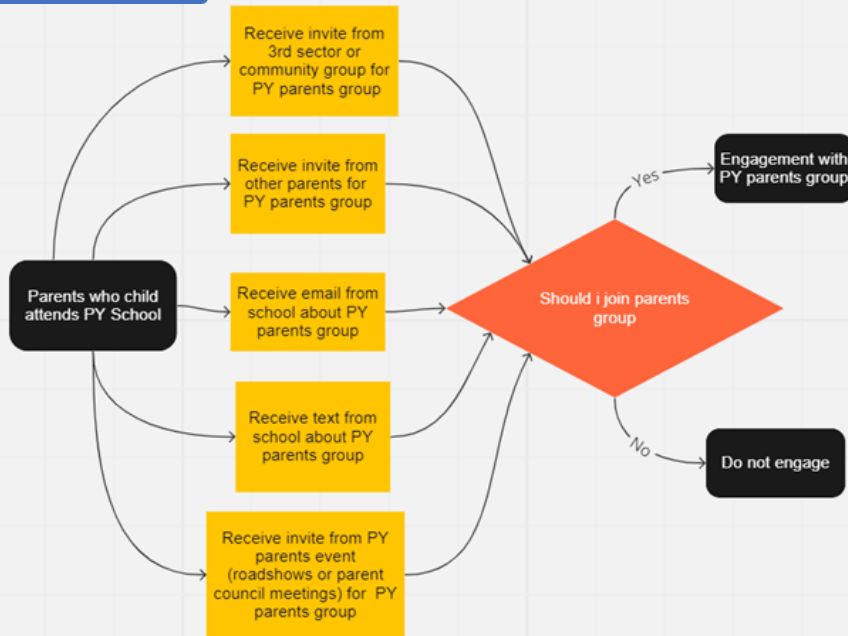 Receive invite from
3rd sector or
community group for
PY parents group
Receive invite from
other parents for
PY parents group
Parents who child
attends PY School
Receive email from
school about PY
parents group
Receive text from
school about PY
parents group
Receive invite from PY
parents event
(roadshows or parent
council meetings) for PY
parents group
Should i join parents
group
Yes
Engagement with
PY parents group
No
Do not engage